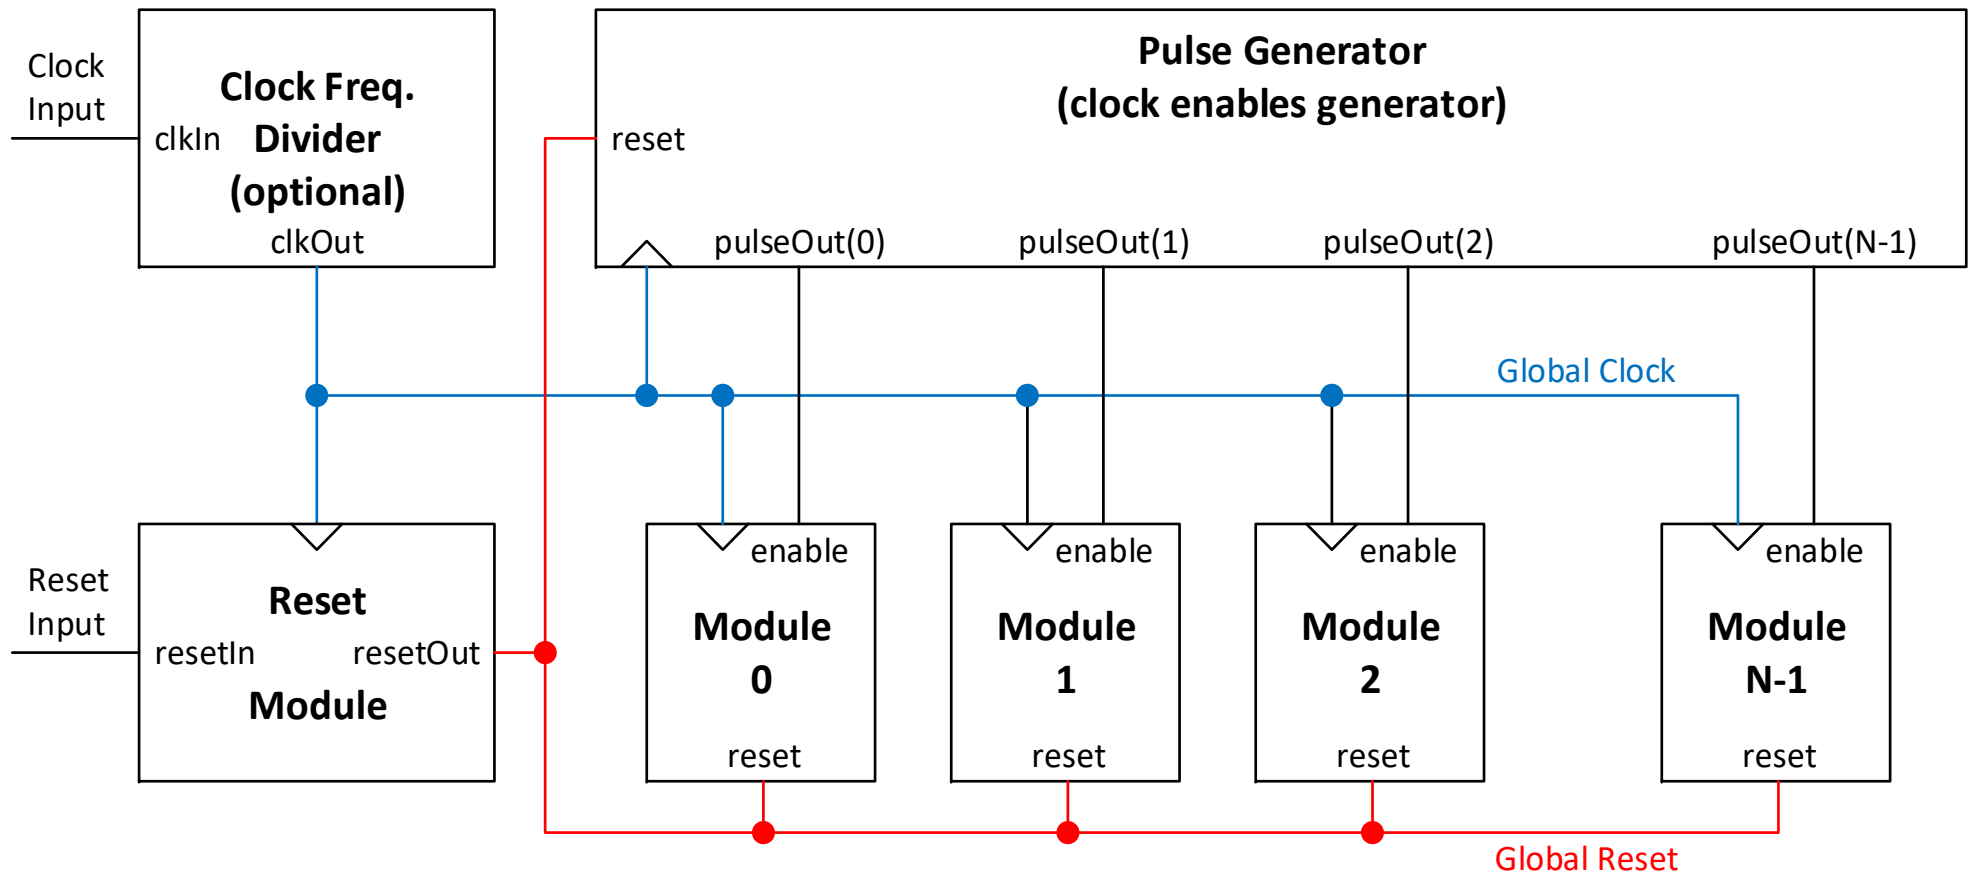 Clock
Input
clkIn
Clock Freq.
Divider
(optional)
clkOut
Pulse Generator
(clock enables generator)
reset
pulseOut(0)
pulseOut(1)
pulseOut(2)
pulseOut(N-1)
Global Clock
Reset
Input
resetIn
Reset
resetOut
Module
enable
Module
0
reset
enable
Module
1
reset
enable
Module
2
reset
enable
Module
N-1
reset
Global Reset